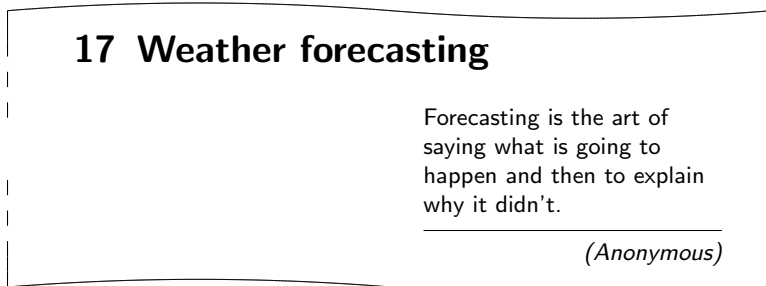 17 Weather forecasting
Forecasting is the art of
saying what is going to
happen and then to explain
why it didn't.
(Anonymous)